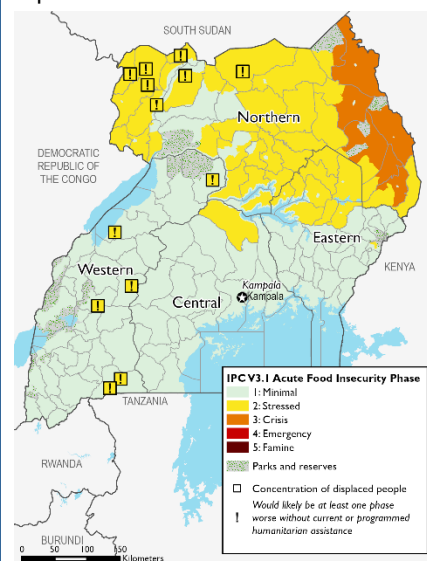 SOUTH SUDAN
Northern
DEMOCRATIC
REPUBLIC OF
THE CONGO
Eastern
KENYA
Western
Central
Kampala
Kampala
TANZANIA
RWANDA
BURUNDI
IPC V3.1 Acute Food Insecurity Phase
1: Minimal
2: Stressed
3: Crisis
4: Emergency
5: Famine
Parks and reserves
Concentration of displaced people
! Would likely be at least one phase
worse without current or programmed
humanitarian assistance
0 50 100 150
Kilometers